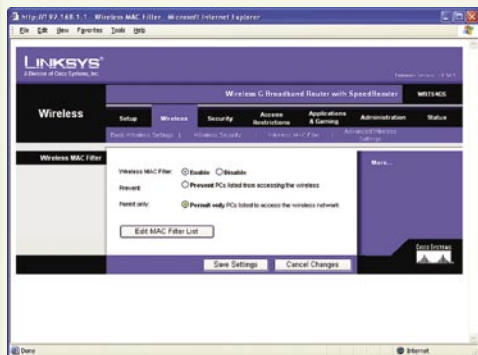 http://192.168.1.1 - Wireless MAC Filter - Microsoft Internet Explorer
File Edit View Favorites Tools Help
LINKSYS®
A Division of Cisco Systems, Inc.
Wireless-G Broadband Router with SpeedBooster WRT54GS
Wireless
Setup Wireless Security Access Restrictions Applications & Gaming Administration Status
Basic Wireless Settings | Wireless Security | Wireless MAC Filter | Advanced Wireless Settings
Wireless MAC Filter
More...
Wireless MAC Filter: Enable Disable
Prevent: Prevent PCs listed from accessing the wireless
Permit only: Permit only PCs listed to access the wireless network
Edit MAC Filter List
CISCO SYSTEMS
Save Settings Cancel Changes
Done Internet